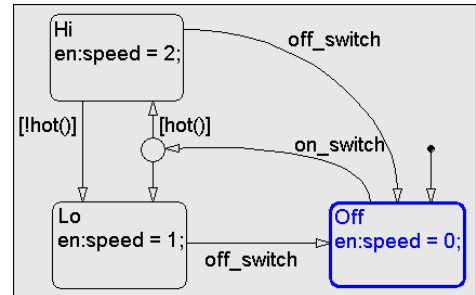 Hi
en:speed = 2;
off_switch
[!hot()]
[hot()]
on_switch
Lo
en:speed = 1;
Off
en:speed = 0;
off_switch